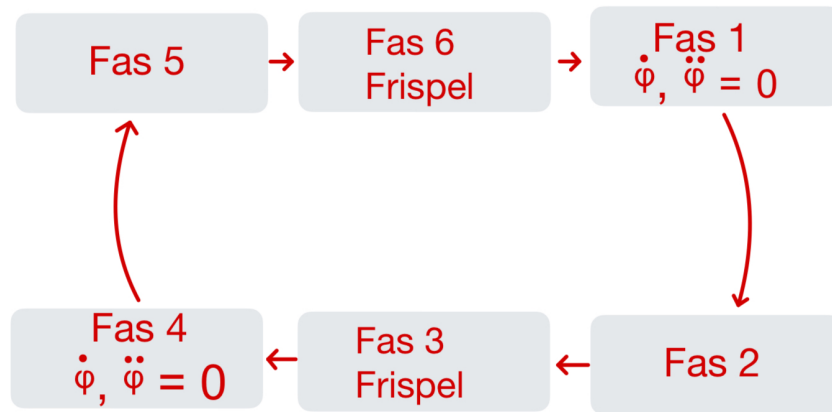 Fas 5
Fas 6
Frispel
Fas 1
φ̇, φ̈ = 0
Fas 4
φ̇, φ̈ = 0
Fas 3
Frispel
Fas 2